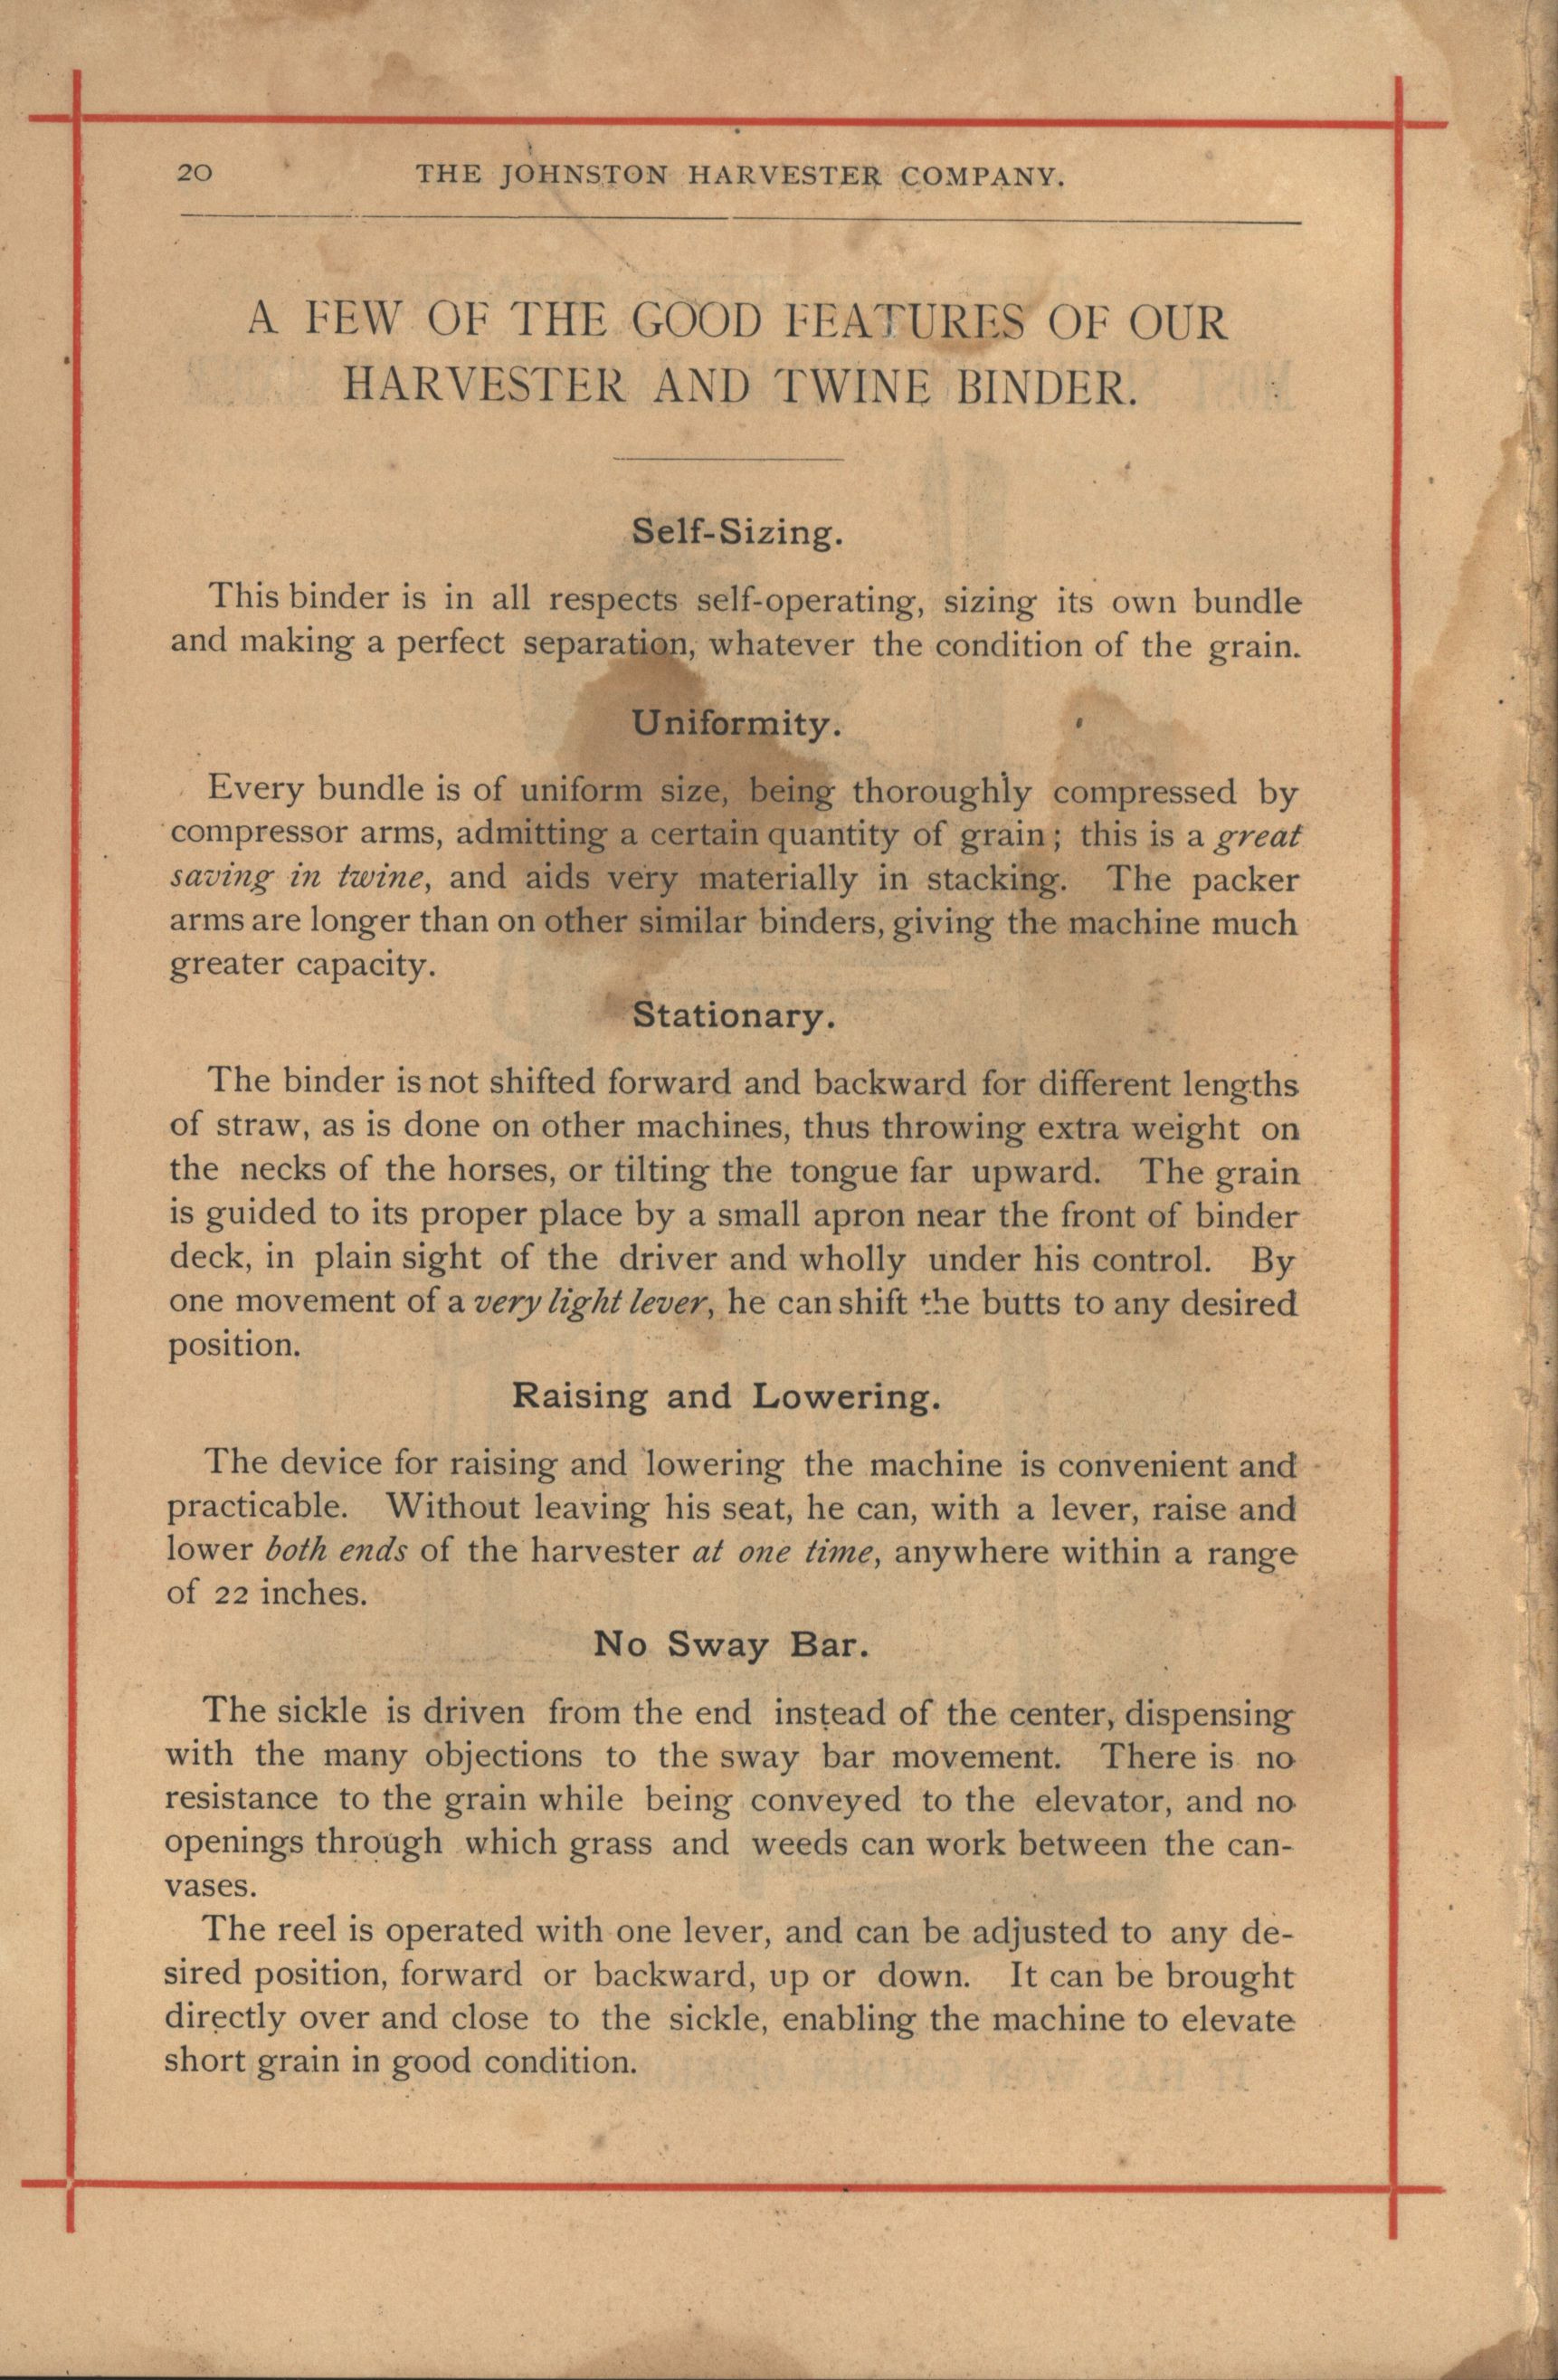 20 THE JOHNSTON HARVESTER COMPANY.
A FEW OF THE GOOD FEATURES OF OUR
HARVESTER AND TWINE BINDER.
Self-Sizing.
This binder is in all respects self-operating, sizing its own bundle
and making a perfect separation, whatever the condition of the grain.
Uniformity.
Every bundle is of uniform size, being thoroughly compressed by
compressor arms, admitting a certain quantity of grain; this is a great
saving in twine, and aids very materially in stacking. The packer
arms are longer than on other similar binders, giving the machine much
greater capacity.
Stationary.
The binder is not shifted forward and backward for different lengths
of straw, as is done on other machines, thus throwing extra weight on
the necks of the horses, or tilting the tongue far upward. The grain
is guided to its proper place by a small apron near the front of binder
deck, in plain sight of the driver and wholly under his control. By
one movement of a very light lever, he can shift the butts to any desired
position.
Raising and Lowering.
The device for raising and lowering the machine is convenient and
practicable. Without leaving his seat, he can, with a lever, raise and
lower both ends of the harvester at one time, anywhere within a range
of 22 inches.
No Sway Bar.
The sickle is driven from the end instead of the center, dispensing
with the many objections to the sway bar movement. There is no
resistance to the grain while being conveyed to the elevator, and no
openings through which grass and weeds can work between the can-
vases.
The reel is operated with one lever, and can be adjusted to any de-
sired position, forward or backward, up or down. It can be brought
directly over and close to the sickle, enabling the machine to elevate
short grain in good condition.